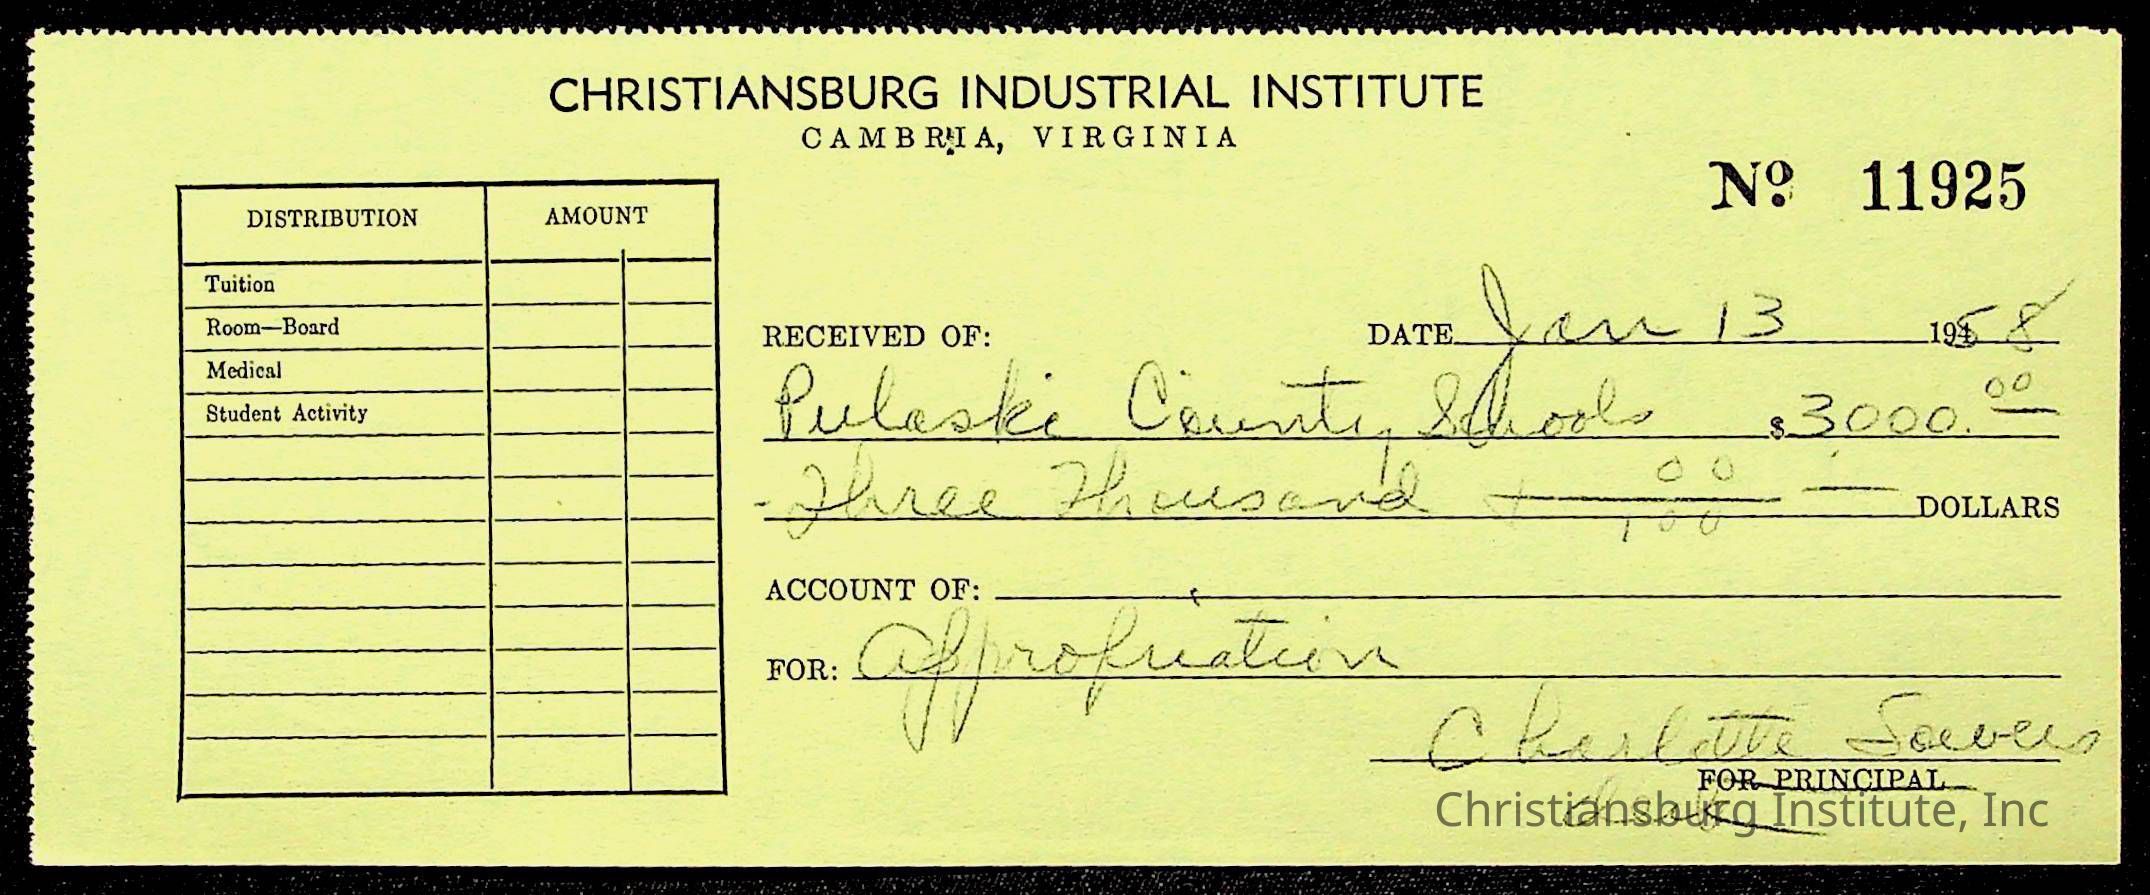 CHRISTIANSBURG INDUSTRIAL INSTITUTE
CAMBRIA, VIRGINIA
Nº 11925
DISTRIBUTION AMOUNT
Tuition
Room—Board
Medical
Student Activity
RECEIVED OF: DATE Jan 13 1958
Pulaski County Schools $3000.00
Three Thousand + 00/100 DOLLARS
ACCOUNT OF:
FOR: Appropriation
Charlotte Sowers
FOR PRINCIPAL
Christiansburg Institute, Inc